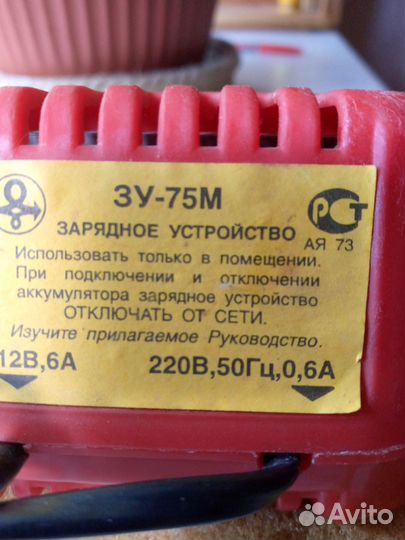 ЗУ-75М
РСТ
ЗАРЯДНОЕ УСТРОЙСТВО
АЯ 73
Использовать только в помещении.
При подключении и отключении
аккумулятора зарядное устройство
ОТКЛЮЧАТЬ ОТ СЕТИ.
Изучите прилагаемое Руководство.
12В,6А 220В,50Гц,0,6А
Avito